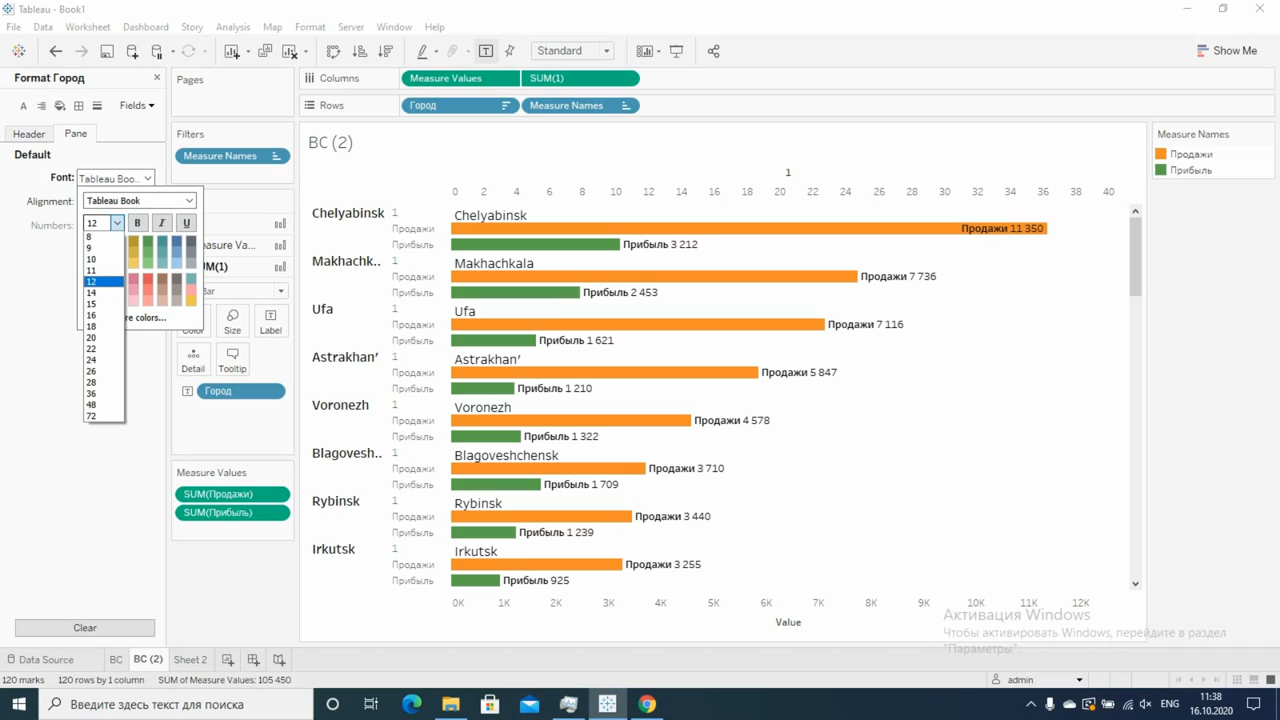 Tableau - Book1
File Data Worksheet Dashboard Story Analysis Map Format Server Window Help
Standard
Show Me
Format Город
Fields
Header Pane
Default
Font: Tableau Boo..
Alignment:
Numbers:
Tableau Book
12 B I U
8
9
10
11
12
14
15
16
18
20
22
24
26
28
36
48
72
re colors...
Clear
Pages
Filters
Measure Names
easure Va...
UM(1)
Bar
Color Size Label
Detail Tooltip
Город
Measure Values
SUM(Продажи)
SUM(Прибыль)
Columns Measure Values SUM(1)
Rows Город Measure Names
BC (2)
1
0 2 4 6 8 10 12 14 16 18 20 22 24 26 28 30 32 34 36 38 40
Chelyabinsk 1 Chelyabinsk
Продажи Продажи 11 350
Прибыль Прибыль 3 212
Makhachk.. 1 Makhachkala
Продажи Продажи 7 736
Прибыль Прибыль 2 453
Ufa 1 Ufa
Продажи Продажи 7 116
Прибыль Прибыль 1 621
Astrakhan’ 1 Astrakhan’
Продажи Продажи 5 847
Прибыль Прибыль 1 210
Voronezh 1 Voronezh
Продажи Продажи 4 578
Прибыль Прибыль 1 322
Blagovesh.. 1 Blagoveshchensk
Продажи Продажи 3 710
Прибыль Прибыль 1 709
Rybinsk 1 Rybinsk
Продажи Продажи 3 440
Прибыль Прибыль 1 239
Irkutsk 1 Irkutsk
Продажи Продажи 3 255
Прибыль Прибыль 925
0K 1K 2K 3K 4K 5K 6K 7K 8K 9K 10K 11K 12K
Value
Measure Names
Продажи
Прибыль
Активация Windows
Чтобы активировать Windows, перейдите в раздел
"Параметры".
Data Source BC BC (2) Sheet 2
120 marks 120 rows by 1 column SUM of Measure Values: 105 450
admin
Введите здесь текст для поиска
ENG
11:38
16.10.2020